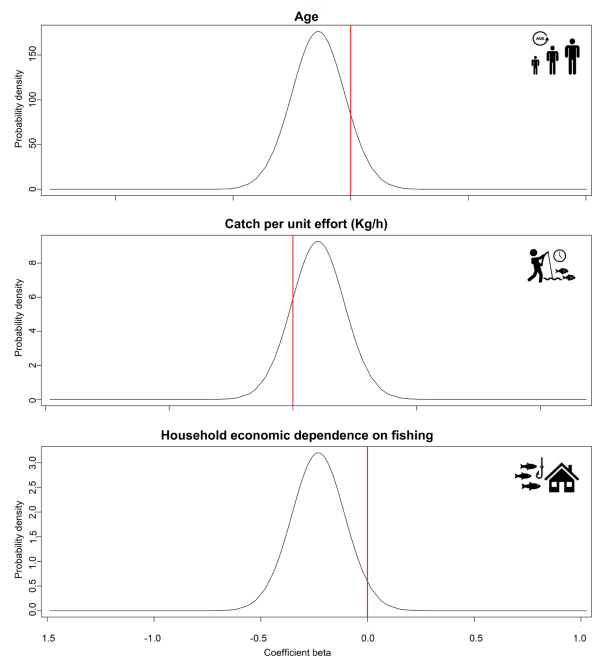 Age
AGE
Probability density
0 50 100 150
Catch per unit effort (Kg/h)
Probability density
0 2 4 6 8
Household economic dependence on fishing
Probability density
0.0 0.5 1.0 1.5 2.0 2.5 3.0
1.5 -1.0 -0.5 0.0 0.5 1.0
Coefficient beta